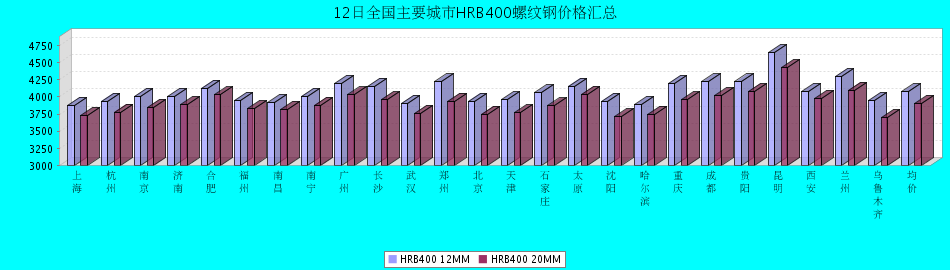 12日全国主要城市HRB400螺纹钢价格汇总
4750
4500
4250
4000
3750
3500
3250
3000
上海
杭州
南京
济南
合肥
福州
南昌
南宁
广州
长沙
武汉
郑州
北京
天津
石家庄
太原
沈阳
哈尔滨
重庆
成都
贵阳
昆明
西安
兰州
乌鲁木齐
均价
HRB400 12MM
HRB400 20MM